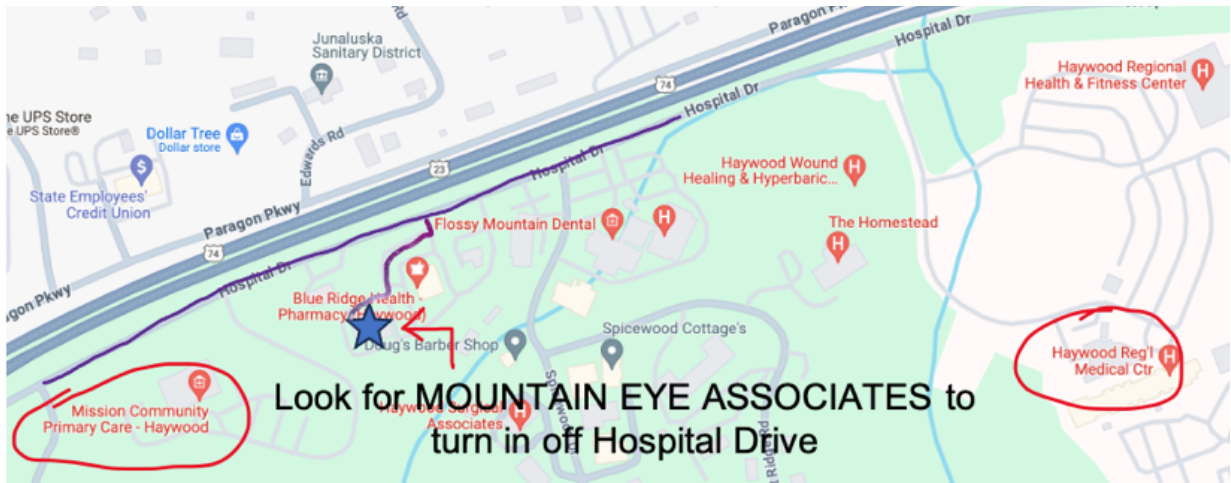 Paragon Pkwy
Hospital Dr
Junaluska
Sanitary District
74
Haywood Regional
Health & Fitness Center
H
ne UPS Store
he UPS Store®
Dollar Tree
Dollar store
Edwards Rd
Hospital Dr
23
Hospital Dr
State Employees'
Credit Union
$
Haywood Wound
Healing & Hyperbaric...
H
Paragon Pkwy
Flossy Mountain Dental
H
The Homestead
H
74
Hospital Dr
agon Pkwy
Blue Ridge Health -
Pharmacy (Haywood)
Doug's Barber Shop
Spicewood Cottage's
Haywood Reg'l
Medical Ctr
H
Mission Community
Primary Care - Haywood
Look for MOUNTAIN EYE ASSOCIATES to
turn in off Hospital Drive
Haywood Surgical
Associates
H